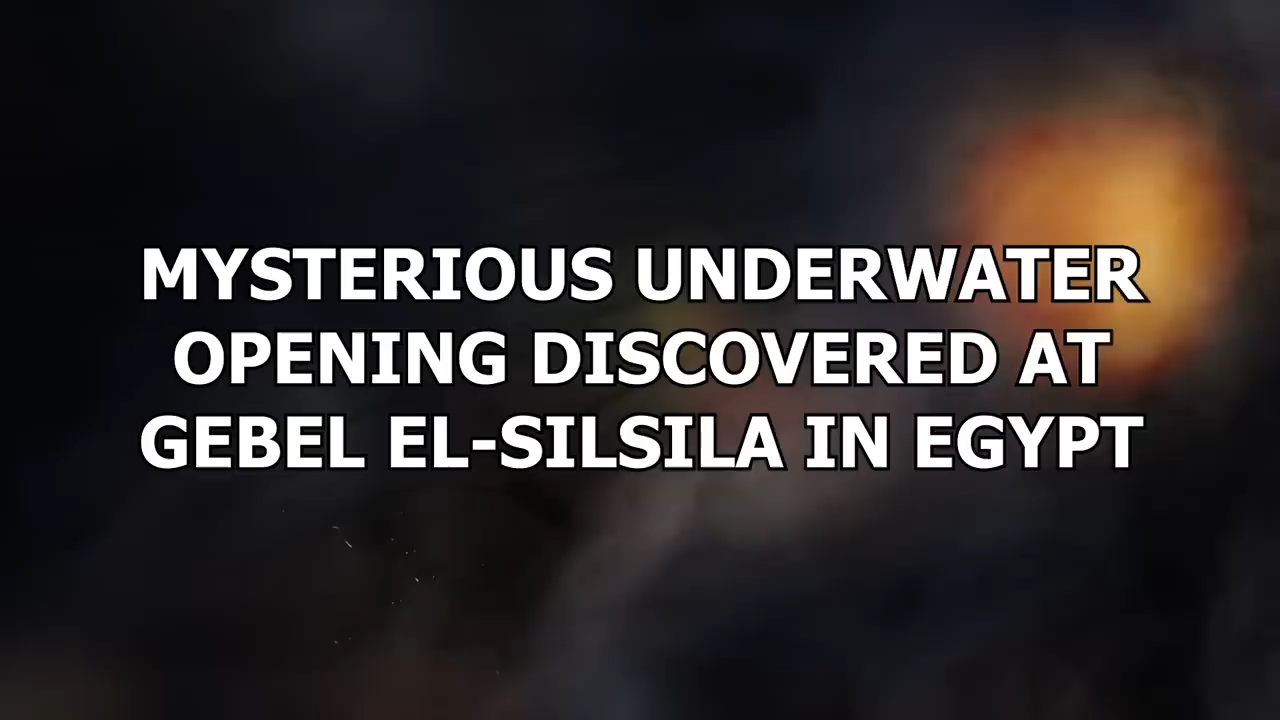 MYSTERIOUS UNDERWATER
OPENING DISCOVERED AT
GEBEL EL-SILSILA IN EGYPT